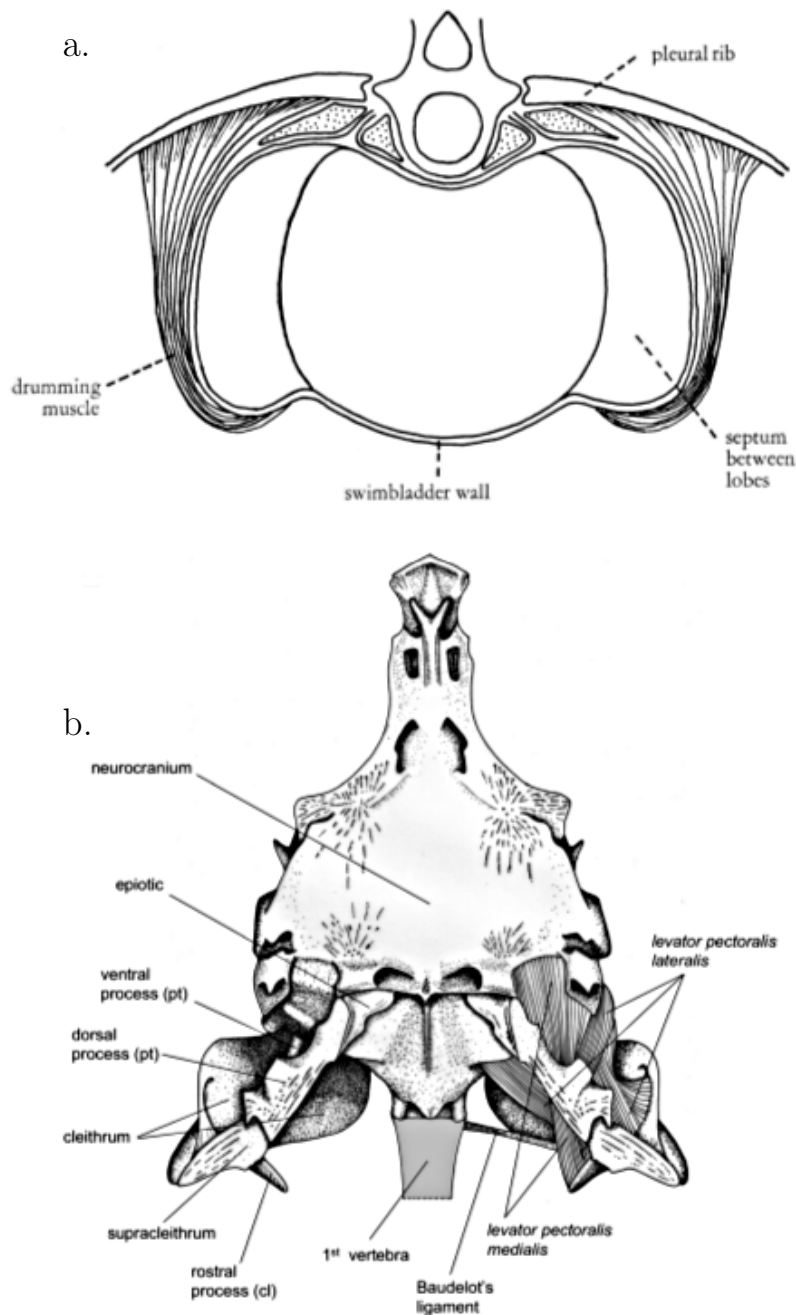 a.
pleural rib
drumming
muscle
septum
between
lobes
swimbladder wall
b.
neurocranium
epiotic
levator pectoralis
lateralis
ventral
process (pt)
dorsal
process (pt)
cleithrum
supracleithrum
rostral
process (cl)
1st vertebra
Baudelot's
ligament
levator pectoralis
medialis